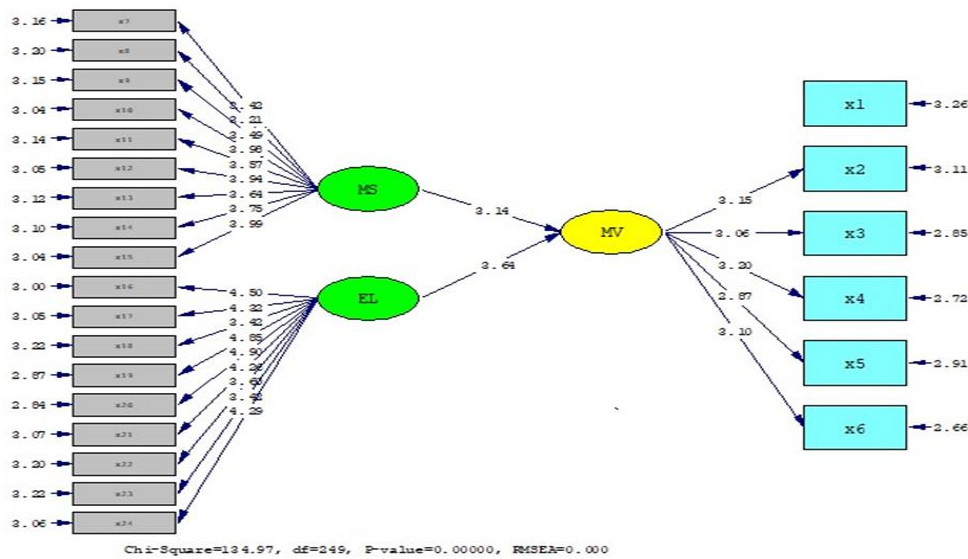 3.16 x7
3.20 x8
3.15 x9
3.04 x10
3.14 x11
3.05 x12
3.12 x13
3.10 x14
3.04 x15
3.00 x16
3.05 x17
3.22 x18
2.87 x19
2.84 x20
3.07 x21
3.20 x22
3.22 x23
3.06 x24
3.42
3.21
3.49
3.98
3.57
3.94
3.64
3.75
3.99
4.50
4.32
3.42
4.85
4.90
4.29
MS
EL
3.14
3.64
MV
3.15
3.06
3.20
2.87
3.10
x1 3.26
x2 3.11
x3 2.85
x4 2.72
x5 2.91
x6 2.66
Chi-Square=134.97, df=249, P-value=0.00000, RMSEA=0.000